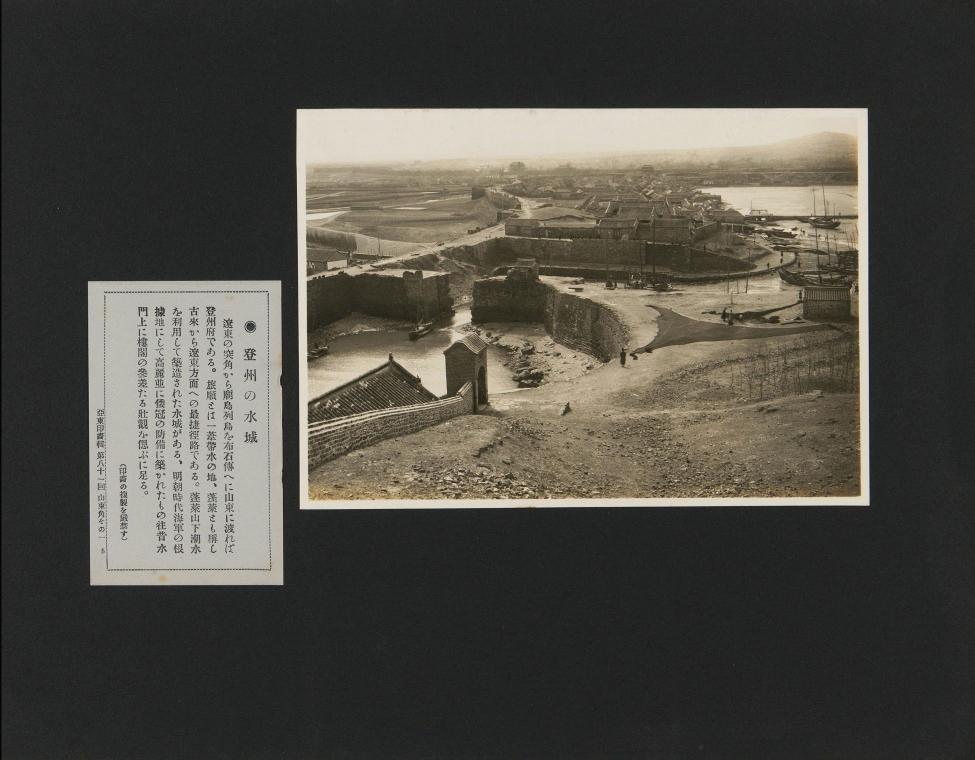 ◉ 登州の水城
遼東の突角から廟島列島を布石傳へに山東に渡れば
登州府である。旅順とは一葦帶水の地、蓬萊とも稱し
古來から遼東方面への最捷徑路である。蓬萊山下潮水
を利用して築造された水城がある、明朝時代海軍の根
據地にして高麗並に倭冦の防備に築かれたもの往昔水
門上に樓閣の參差たる壯觀を偲ぶに足る。
(印畫の複製を嚴禁す)
亞東印畫輯 第八十一回 山東角その一 5